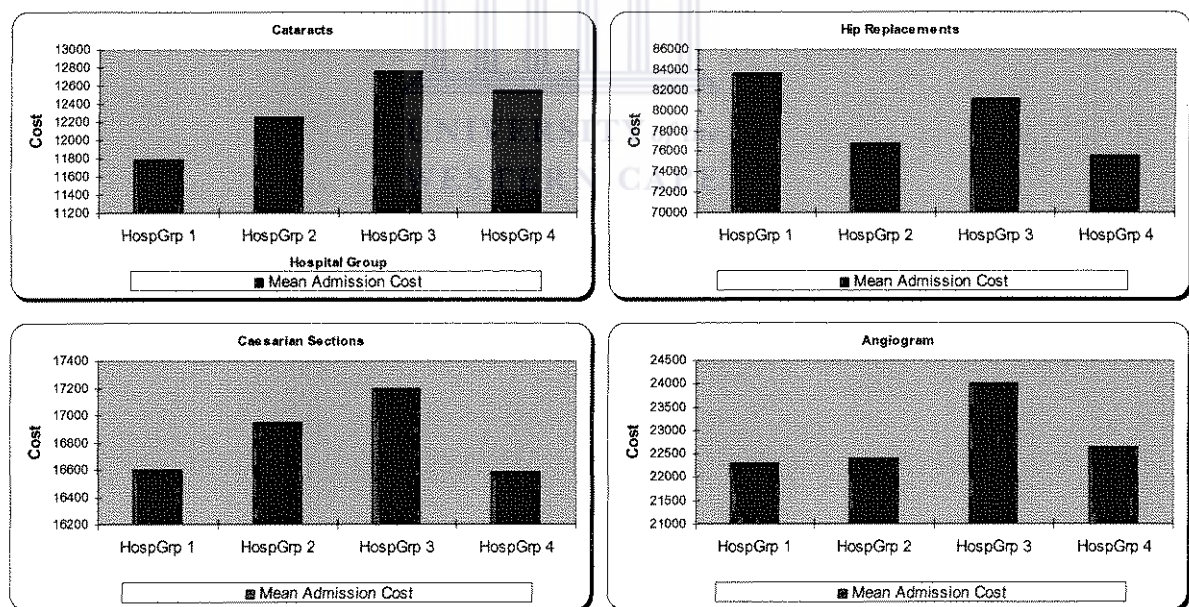 Cataracts
Cost
13000
12800
12600
12400
12200
12000
11800
11600
11400
11200
HospGrp 1 HospGrp 2 HospGrp 3 HospGrp 4
Hospital Group
Mean Admission Cost
Hip Replacements
Cost
86000
84000
82000
80000
78000
76000
74000
72000
70000
HospGrp 1 HospGrp 2 HospGrp 3 HospGrp 4
Mean Admission Cost
UNIVERSITY
WESTERN CAPE
Caesarian Sections
Cost
17400
17200
17000
16800
16600
16400
16200
HospGrp 1 HospGrp 2 HospGrp 3 HospGrp 4
Mean Admission Cost
Angiogram
Cost
24500
24000
23500
23000
22500
22000
21500
21000
HospGrp 1 HospGrp 2 HospGrp 3 HospGrp 4
Mean Admission Cost